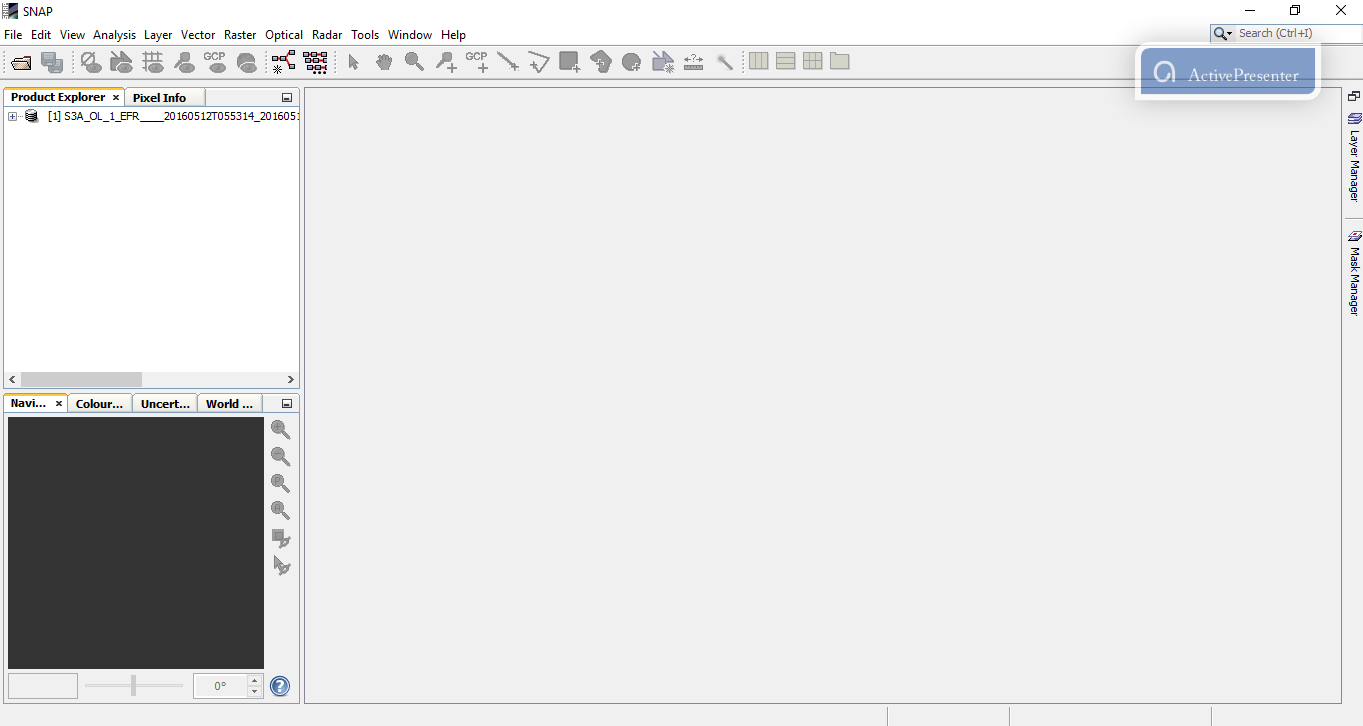 SNAP
File Edit View Analysis Layer Vector Raster Optical Radar Tools Window Help
Search (Ctrl+I)
GCP
GCP
ActivePresenter
Product Explorer × Pixel Info
[1] S3A_OL_1_EFR____20160512T055314_2016051
Layer Manager
Mask Manager
Navi... × Colour... Uncert... World ...
0°